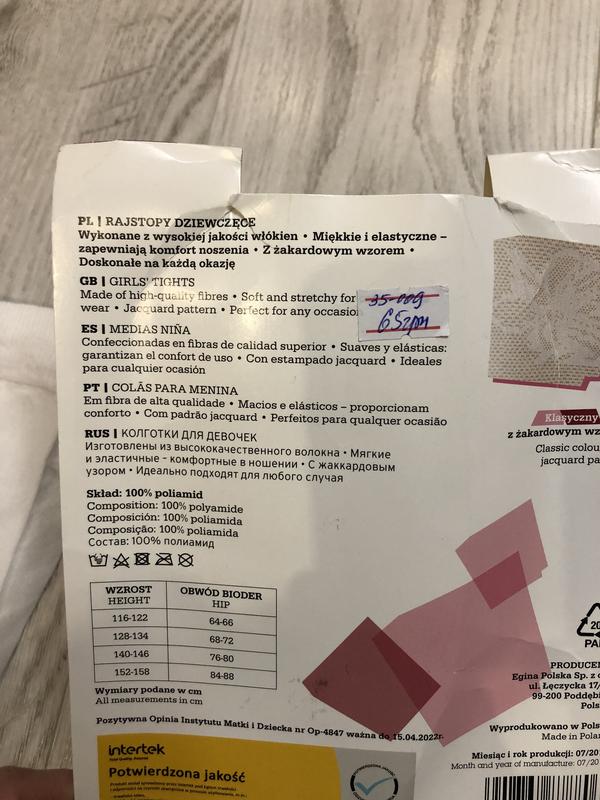 PL | RAJSTOPY DZIEWCZĘCE
Wykonane z wysokiej jakości włókien • Miękkie i elastyczne –
zapewniają komfort noszenia • Z żakardowym wzorem •
Doskonałe na każdą okazję
GB | GIRLS' TIGHTS
Made of high-quality fibres • Soft and stretchy for
wear • Jacquard pattern • Perfect for any occasion
35-00g
65грн
ES | MEDIAS NIÑA
Confeccionadas en fibras de calidad superior • Suaves y elásticas:
garantizan el confort de uso • Con estampado jacquard • Ideales
para cualquier ocasión
PT | COLÃS PARA MENINA
Em fibra de alta qualidade • Macios e elásticos – proporcionam
conforto • Com padrão jacquard • Perfeitos para qualquer ocasião
RUS | КОЛГОТКИ ДЛЯ ДЕВОЧЕК
Изготовлены из высококачественного волокна • Мягкие
и эластичные – комфортные в ношении • С жаккардовым
узором • Идеально подходят для любого случая
Skład: 100% poliamid
Composition: 100% polyamide
Composición: 100% poliamida
Composição: 100% poliamida
Состав: 100% полиамид
WZROST OBWÓD BIODER
HEIGHT HIP
116-122 64-66
128-134 68-72
140-146 76-80
152-158 84-88
Wymiary podane w cm
All measurements in cm
Pozytywna Opinia Instytutu Matki i Dziecka nr Op-4847 ważna do 15.04.2022r.
intertek
Total Quality. Assured.
Potwierdzona jakość
Klasyczny
z żakardowym wz
Classic colou
jacquard pa
20
PA
PRODUCE
Egina Polska Sp. z o
ul. Łęczycka 17/
99-200 Poddębi
Pols
Wyprodukowano w Pols
Made in Polan
Miesiąc i rok produkcji: 07/20
Month and year of manufacture: 07/20